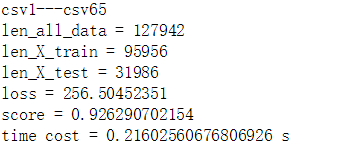 csv1---csv65
len_all_data = 127942
len_X_train = 95956
len_X_test = 31986
loss = 256.50452351
score = 0.926290702154
time cost = 0.21602560676806926 s